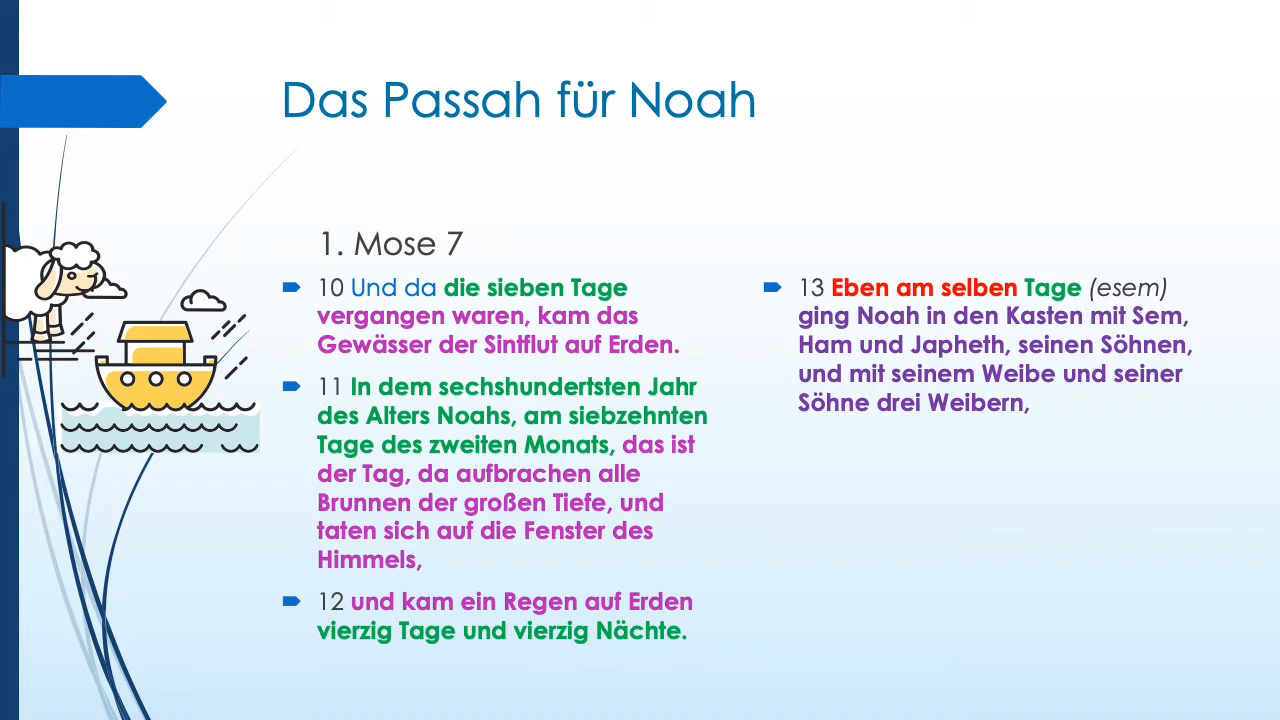 Das Passah für Noah
1. Mose 7
10 Und da die sieben Tage
vergangen waren, kam das
Gewässer der Sintflut auf Erden.
11 In dem sechshundertsten Jahr
des Alters Noahs, am siebzehnten
Tage des zweiten Monats, das ist
der Tag, da aufbrachen alle
Brunnen der großen Tiefe, und
taten sich auf die Fenster des
Himmels,
12 und kam ein Regen auf Erden
vierzig Tage und vierzig Nächte.
13 Eben am selben Tage (esem)
ging Noah in den Kasten mit Sem,
Ham und Japheth, seinen Söhnen,
und mit seinem Weibe und seiner
Söhne drei Weibern,